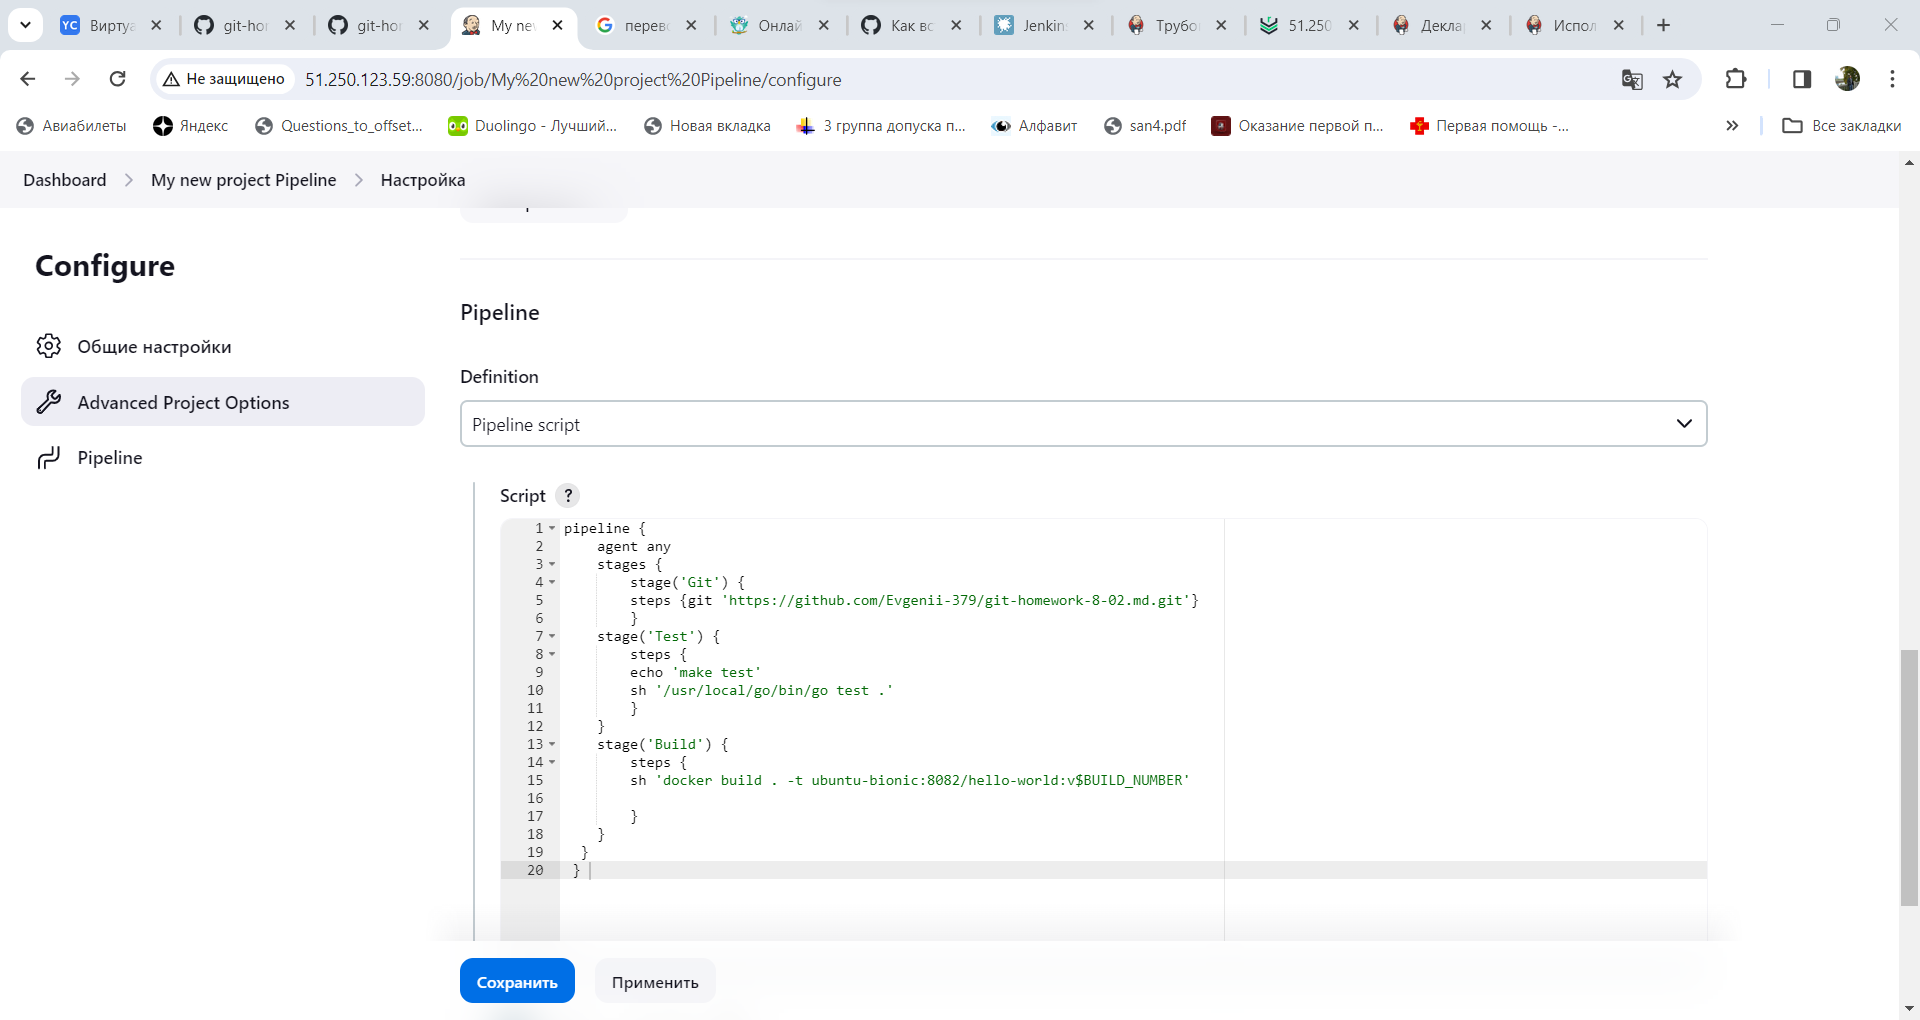 Виртуа
git-hor
git-hor
My new
перево
Онлай
Как вс
Jenkins
Трубо
51.250
Декла
Испол
Не защищено
51.250.123.59:8080/job/My%20new%20project%20Pipeline/configure
Авиабилеты
Яндекс
Questions_to_offset...
Duolingo - Лучший...
Новая вкладка
3 группа допуска п...
Алфавит
san4.pdf
Оказание первой п...
Первая помощь -...
Все закладки
Dashboard
My new project Pipeline
Настройка
Configure
Общие настройки
Advanced Project Options
Pipeline
Pipeline
Definition
Pipeline script
Script ?
1 pipeline {
2 agent any
3 stages {
4 stage('Git') {
5 steps {git 'https://github.com/Evgenii-379/git-homework-8-02.md.git'}
6 }
7 stage('Test') {
8 steps {
9 echo 'make test'
10 sh '/usr/local/go/bin/go test .'
11 }
12 }
13 stage('Build') {
14 steps {
15 sh 'docker build . -t ubuntu-bionic:8082/hello-world:v$BUILD_NUMBER'
16
17 }
18 }
19 }
20 }
Сохранить
Применить